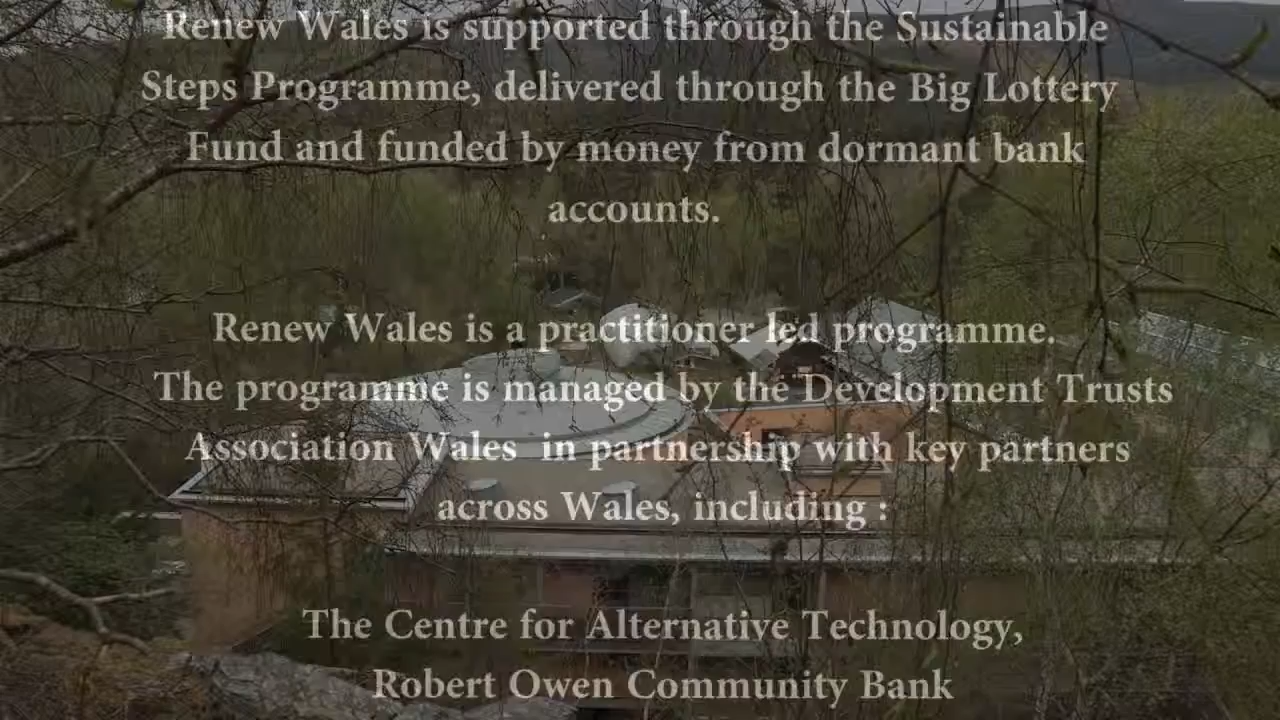 Renew Wales is supported through the Sustainable
Steps Programme, delivered through the Big Lottery
Fund and funded by money from dormant bank
accounts.
Renew Wales is a practitioner led programme.
The programme is managed by the Development Trusts
Association Wales in partnership with key partners
across Wales, including :
The Centre for Alternative Technology,
Robert Owen Community Bank